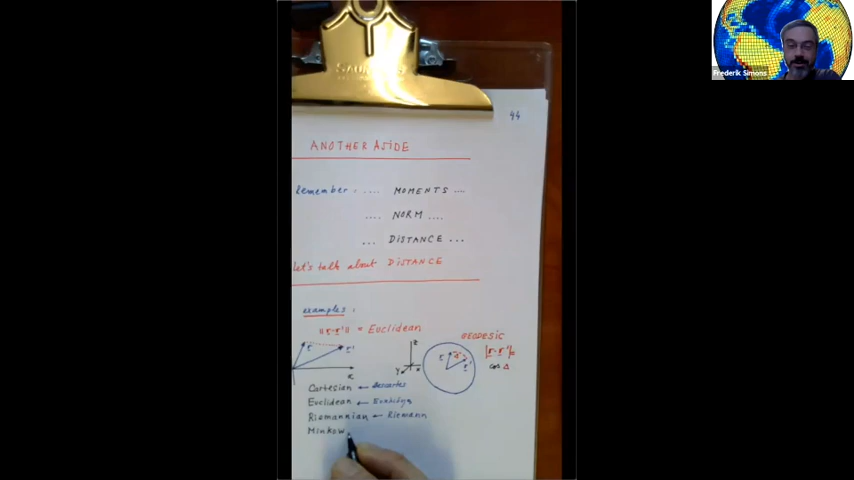 Frederik Simons
44
ANOTHER ASIDE
Remember : .... MOMENTS ....
.... NORM ....
... DISTANCE ...
Let's talk about DISTANCE
examples :
||r-r'|| = Euclidean
GEODESIC
r r'
x
z
y x
r Δ r'
|r·r'|=
cos Δ
Cartesian ← Descartes
Euclidean ←
Riemannian ← Riemann
Minkow